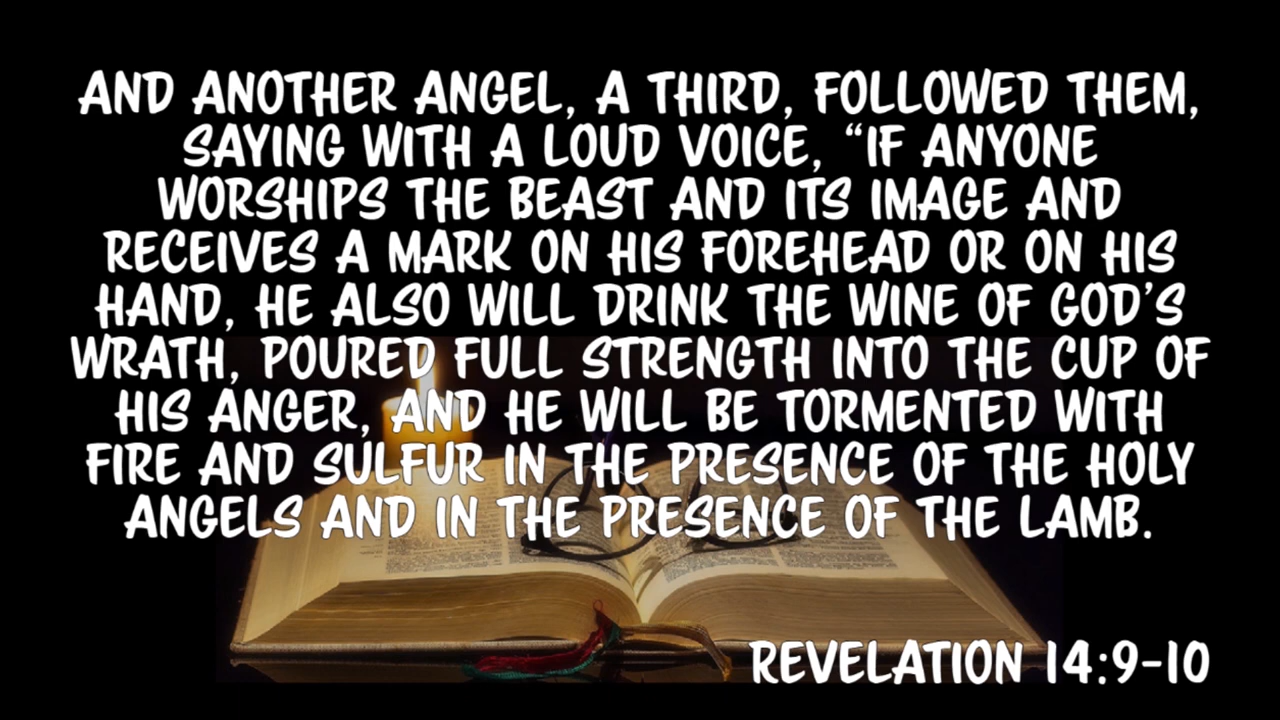 AND ANOTHER ANGEL, A THIRD, FOLLOWED THEM,
SAYING WITH A LOUD VOICE, “IF ANYONE
WORSHIPS THE BEAST AND ITS IMAGE AND
RECEIVES A MARK ON HIS FOREHEAD OR ON HIS
HAND, HE ALSO WILL DRINK THE WINE OF GOD’S
WRATH, POURED FULL STRENGTH INTO THE CUP OF
HIS ANGER, AND HE WILL BE TORMENTED WITH
FIRE AND SULFUR IN THE PRESENCE OF THE HOLY
ANGELS AND IN THE PRESENCE OF THE LAMB.
REVELATION 14:9-10